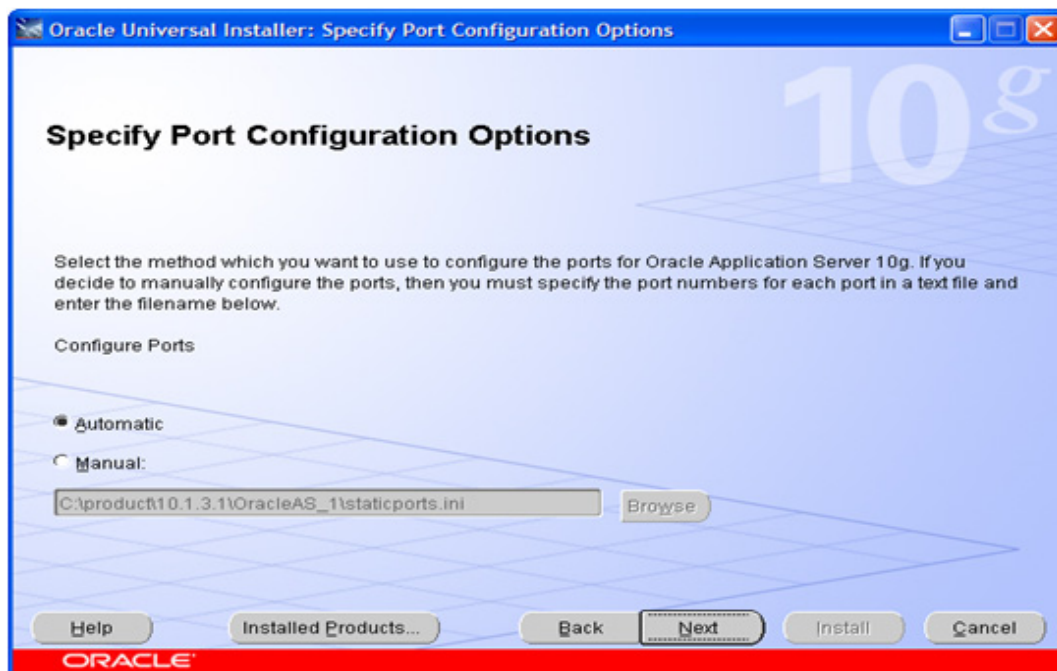 Oracle Universal Installer: Specify Port Configuration Options
10g
Specify Port Configuration Options
Select the method which you want to use to configure the ports for Oracle Application Server 10g. If you
decide to manually configure the ports, then you must specify the port numbers for each port in a text file and
enter the filename below.
Configure Ports
Automatic
Manual:
C:\product\10.1.3.1\OracleAS_1\staticports.ini
Browse
Help
Installed Products...
Back
Next
Install
Cancel
ORACLE